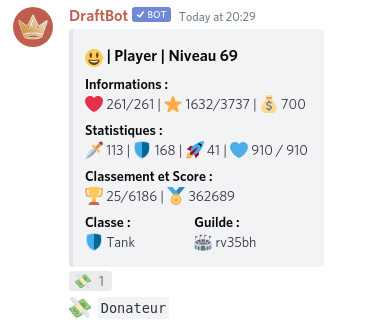 DraftBot ✔ BOT Today at 20:29
😃 | Player | Niveau 69
Informations :
❤️ 261/261 | ⭐ 1632/3737 | 💰 700
Statistiques :
🗡️ 113 | 🛡️ 168 | 🚀 41 | 💙 910 / 910
Classement et Score :
🏆 25/6186 | 🏅 362689
Classe : Guilde :
🛡️ Tank 🏟️ rv35bh
💸 1
💸 Donateur